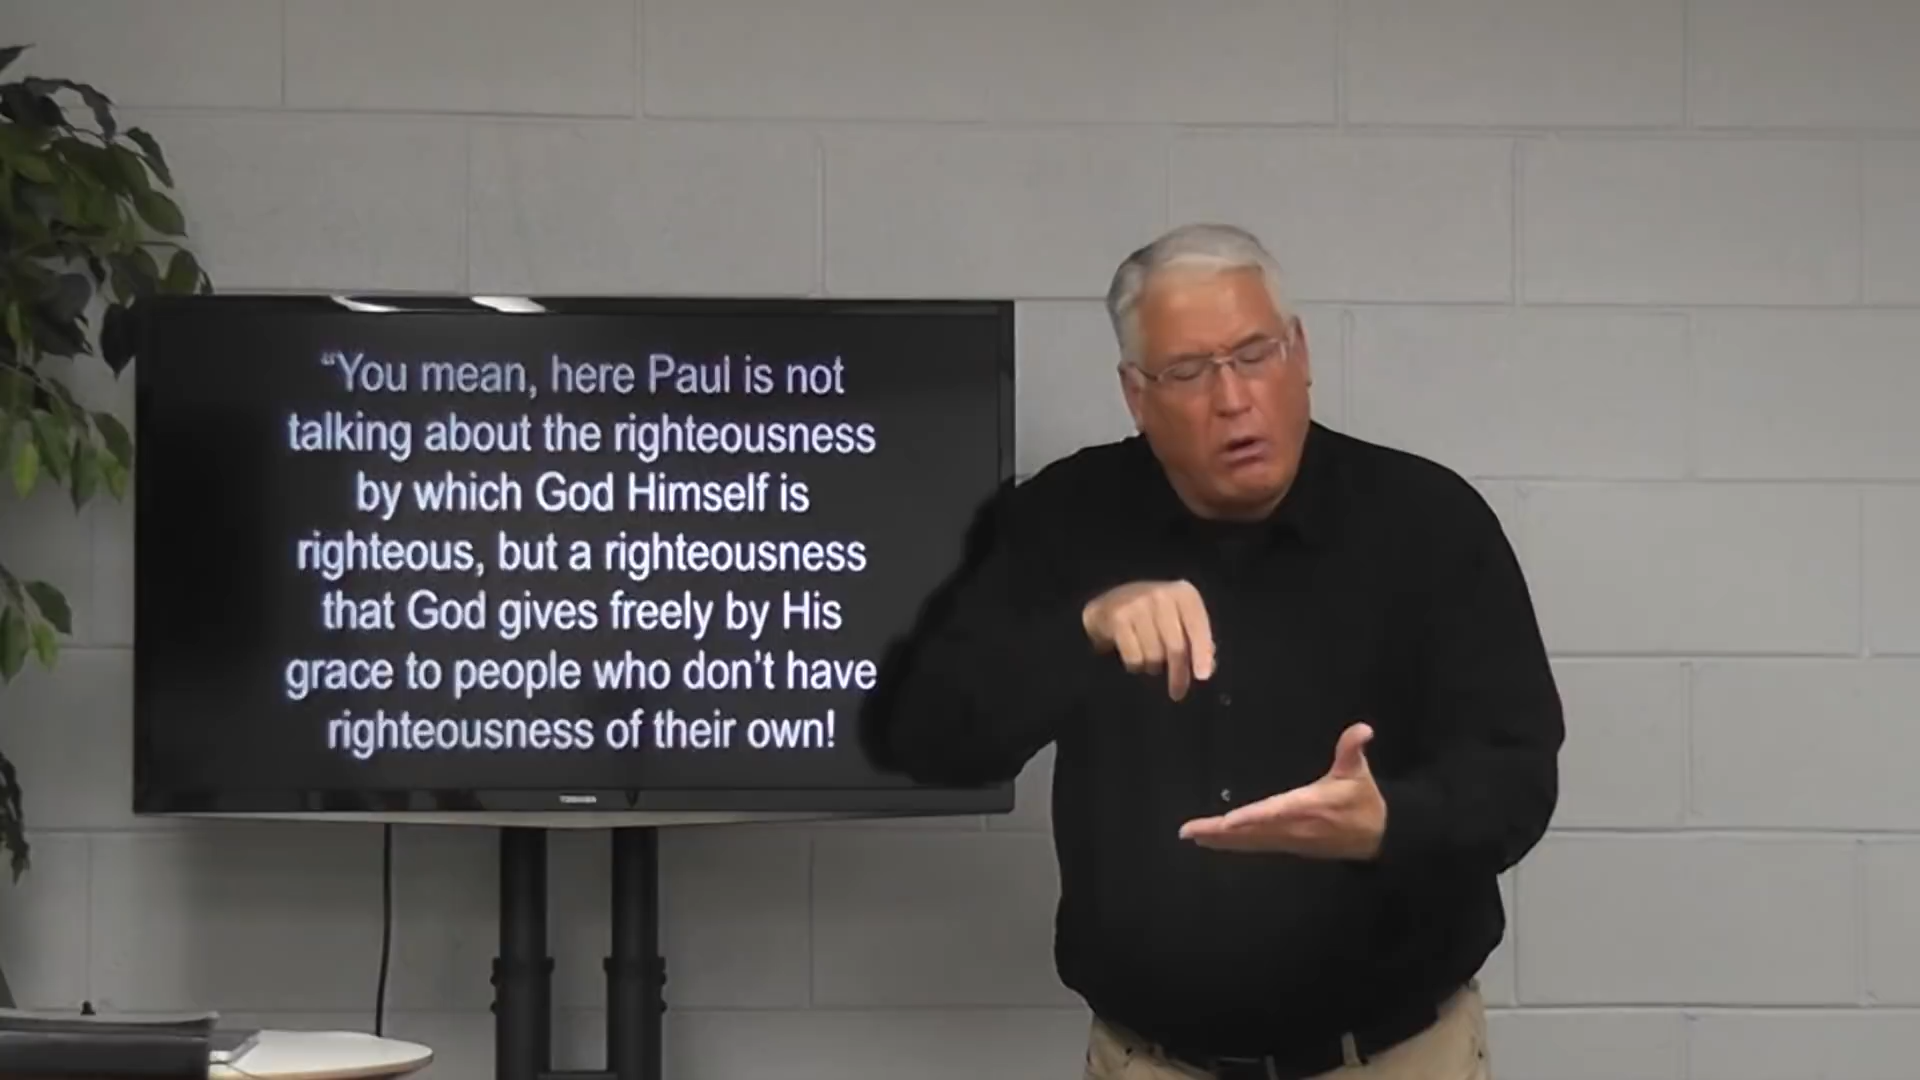 “You mean, here Paul is not
talking about the righteousness
by which God Himself is
righteous, but a righteousness
that God gives freely by His
grace to people who don’t have
righteousness of their own!
TOSHIBA